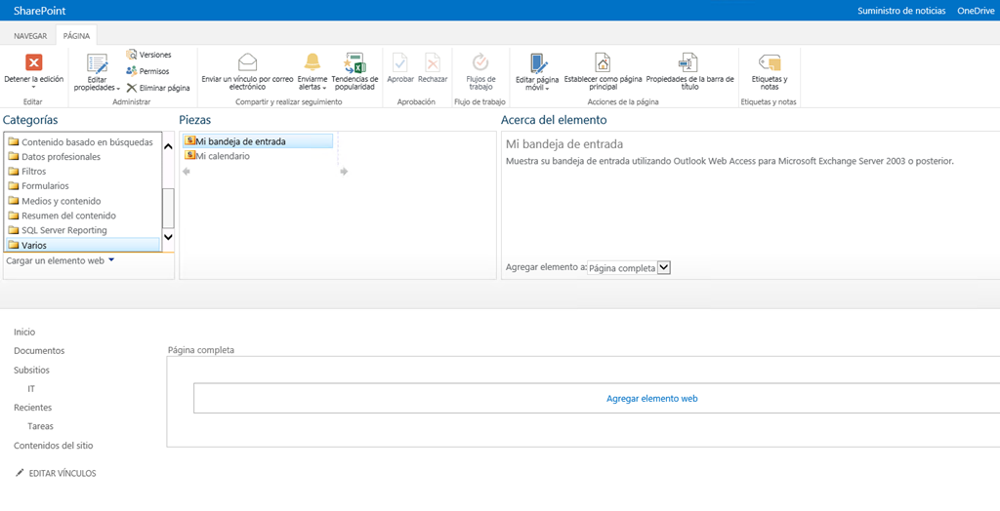 SharePoint
Suministro de noticias OneDrive
NAVEGAR PÁGINA
Detener la edición
Editar propiedades
Versiones
Permisos
Eliminar página
Enviar un vínculo por correo electrónico
Enviarme alertas
Tendencias de popularidad
Aprobar Rechazar
Flujos de trabajo
Editar página móvil
Establecer como página principal
Propiedades de la barra de título
Etiquetas y notas
Editar Administrar Compartir y realizar seguimiento Aprobación Flujo de trabajo Acciones de la página Etiquetas y notas
Categorías
Contenido basado en búsquedas
Datos profesionales
Filtros
Formularios
Medios y contenido
Resumen del contenido
SQL Server Reporting
Varios
Cargar un elemento web
Piezas
Mi bandeja de entrada
Mi calendario
Acerca del elemento
Mi bandeja de entrada
Muestra su bandeja de entrada utilizando Outlook Web Access para Microsoft Exchange Server 2003 o posterior.
Agregar elemento a: Página completa
Inicio
Documentos
Subsitios
IT
Recientes
Tareas
Contenidos del sitio
EDITAR VÍNCULOS
Página completa
Agregar elemento web